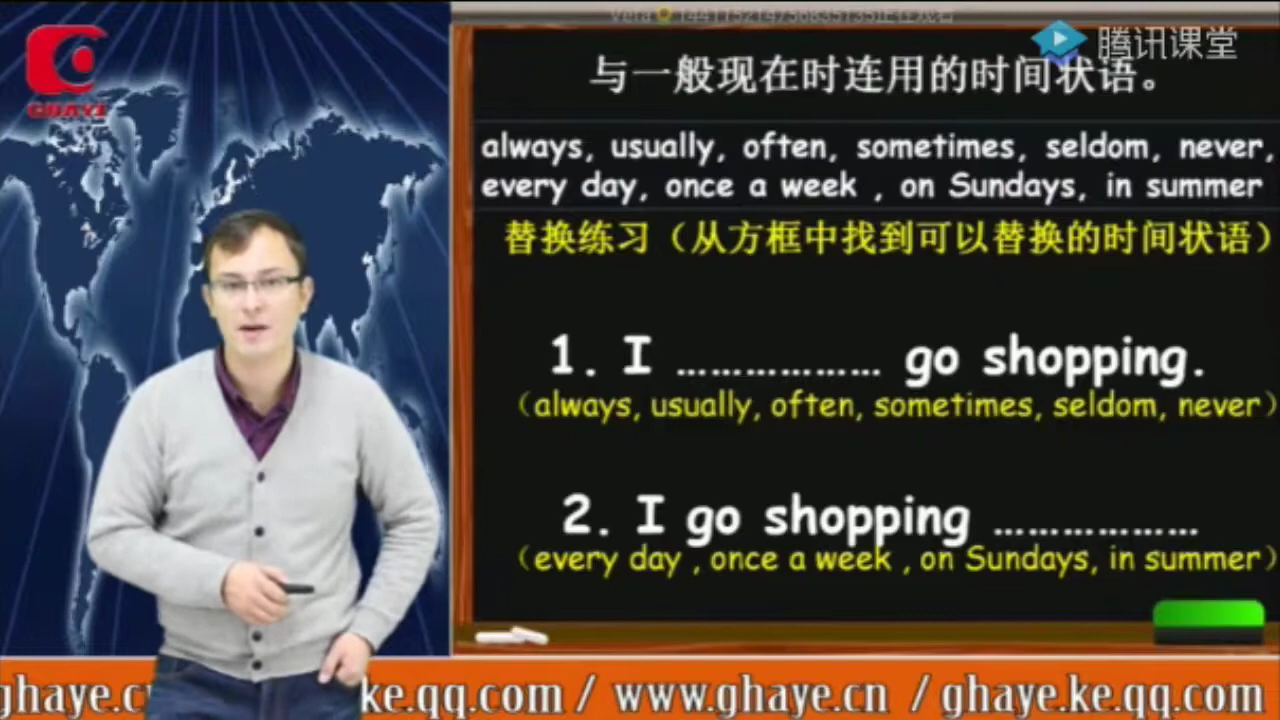 腾讯课堂
GHAYE
与一般现在时连用的时间状语。
always, usually, often, sometimes, seldom, never,
every day, once a week , on Sundays, in summer
替换练习（从方框中找到可以替换的时间状语）
1. I ……………… go shopping.
（always, usually, often, sometimes, seldom, never）
2. I go shopping ………………
（every day , once a week , on Sundays, in summer）
ghaye.c ke.qq.com / www.ghaye.cn / ghaye.ke.qq.com